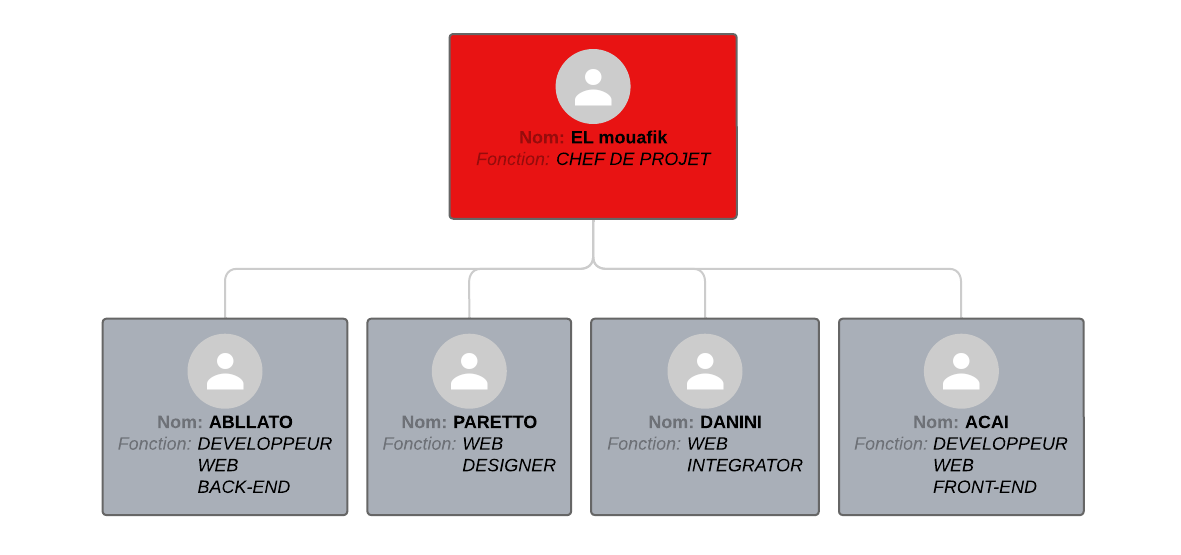 Nom: EL mouafik
Fonction: CHEF DE PROJET
Nom: ABLLATO
Fonction: DEVELOPPEUR
WEB
BACK-END
Nom: PARETTO
Fonction: WEB
DESIGNER
Nom: DANINI
Fonction: WEB
INTEGRATOR
Nom: ACAI
Fonction: DEVELOPPEUR
WEB
FRONT-END